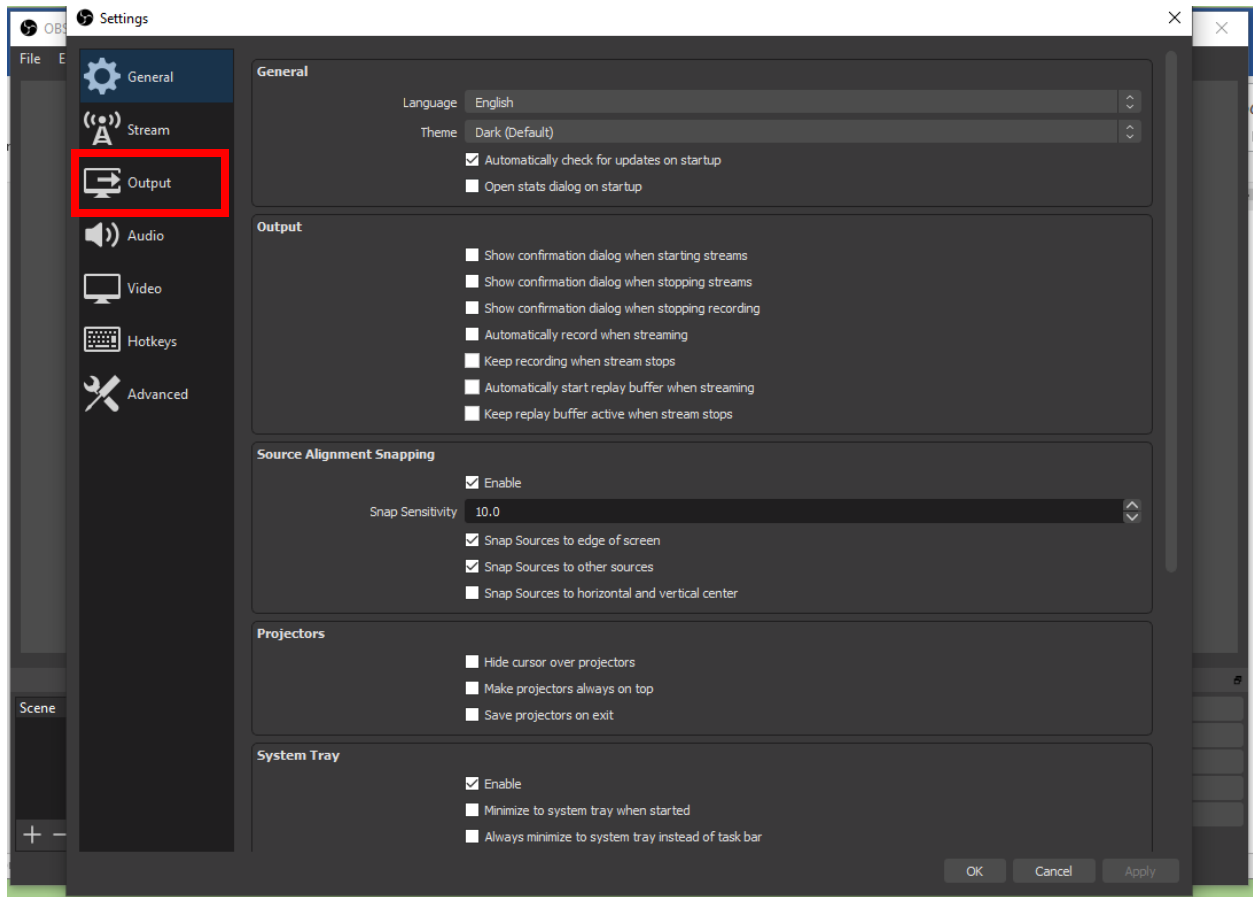 OBS
Settings
File E
General
Stream
Output
Audio
Video
Hotkeys
Advanced
General
Language English
Theme Dark (Default)
Automatically check for updates on startup
Open stats dialog on startup
Output
Show confirmation dialog when starting streams
Show confirmation dialog when stopping streams
Show confirmation dialog when stopping recording
Automatically record when streaming
Keep recording when stream stops
Automatically start replay buffer when streaming
Keep replay buffer active when stream stops
Source Alignment Snapping
Enable
Snap Sensitivity 10.0
Snap Sources to edge of screen
Snap Sources to other sources
Snap Sources to horizontal and vertical center
Projectors
Hide cursor over projectors
Make projectors always on top
Save projectors on exit
System Tray
Enable
Minimize to system tray when started
Always minimize to system tray instead of task bar
Scene
OK Cancel Apply